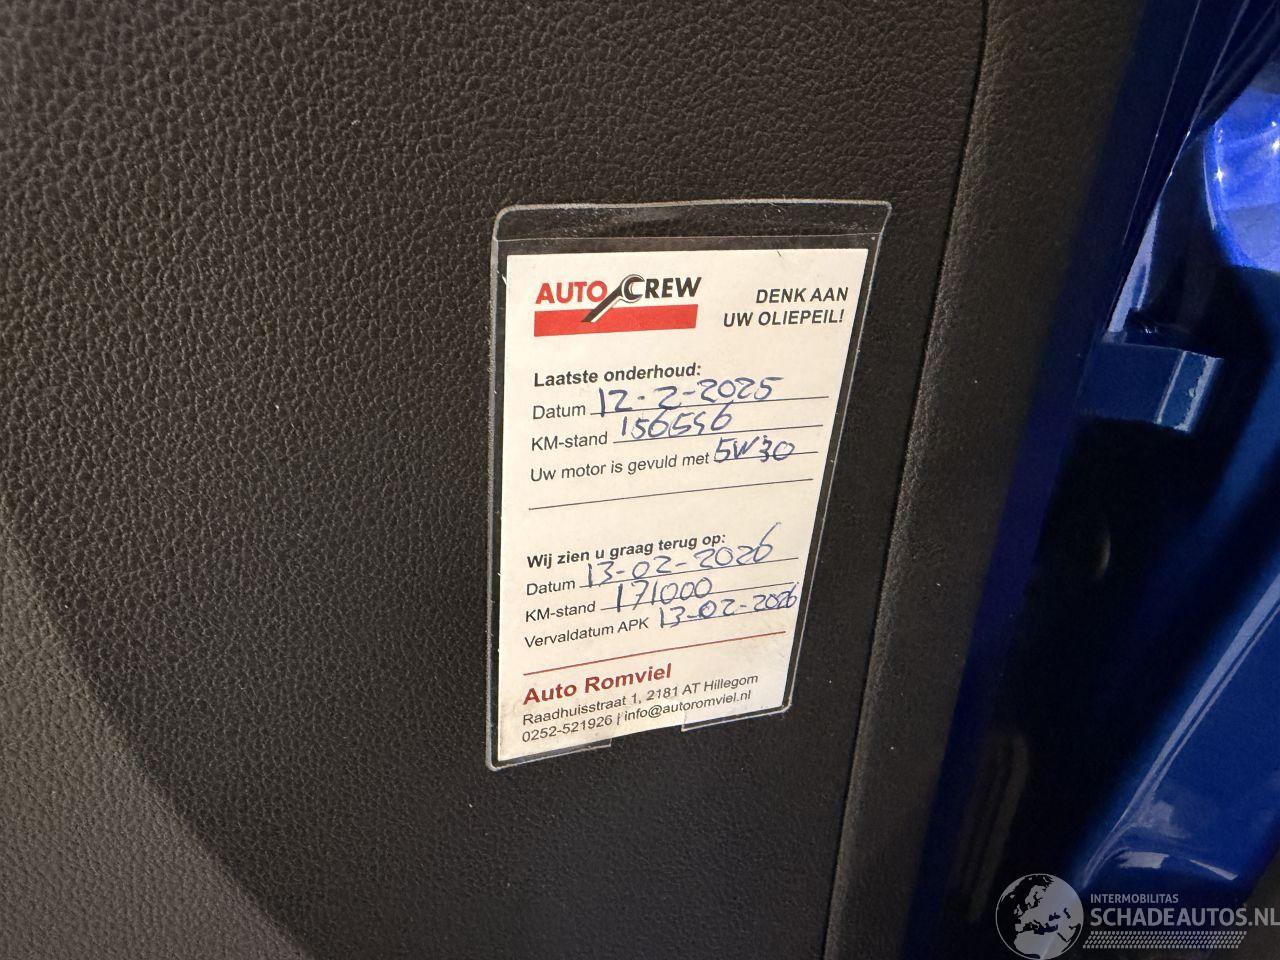 AUTO CREW
DENK AAN
UW OLIEPEIL!
Laatste onderhoud:
Datum 12-2-2025
KM-stand 156556
Uw motor is gevuld met 5W30
Wij zien u graag terug op:
Datum 13-02-2026
KM-stand 171000
Vervaldatum APK 13-02-2026
Auto Romviel
Raadhuisstraat 1, 2181 AT Hillegom
0252-521926 | info@autoromviel.nl
INTERMOBILITAS
SCHADEAUTOS.NL